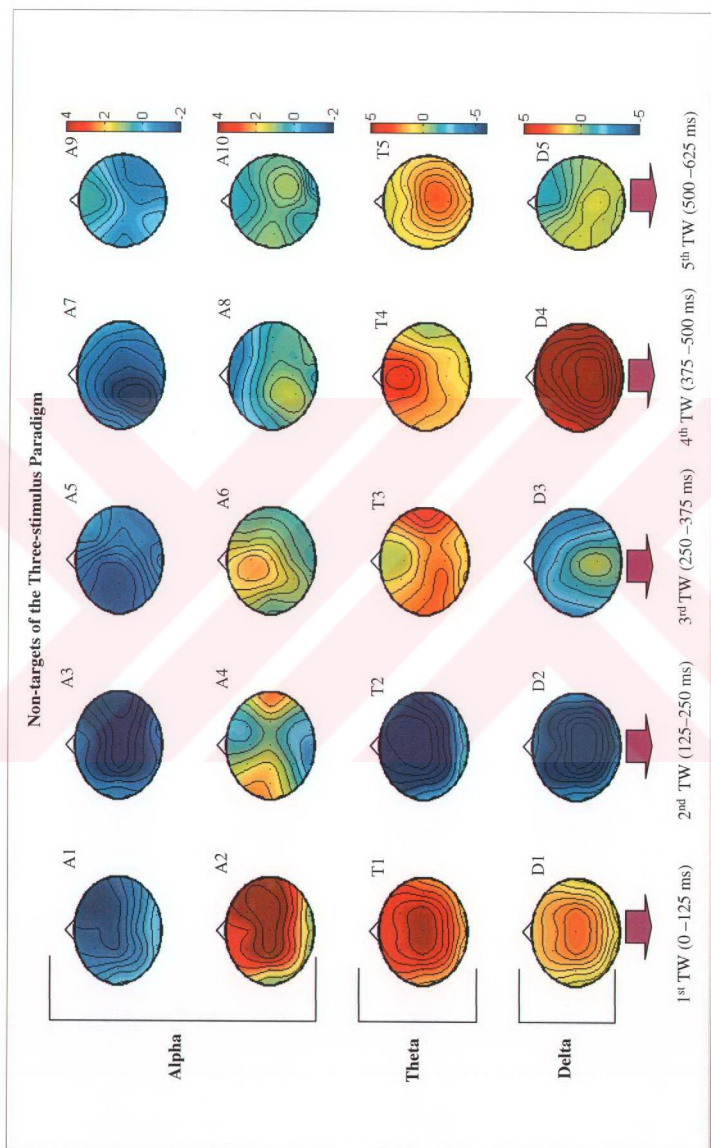 Non-targets of the Three-stimulus Paradigm
Alpha
A1
A3
A5
A7
A9
4
2
0
-2
A2
A4
A6
A8
A10
4
2
0
-2
Theta
T1
T2
T3
T4
T5
5
0
-5
Delta
D1
D2
D3
D4
D5
5
0
-5
1st TW (0 –125 ms)
2nd TW (125–250 ms)
3rd TW (250 –375 ms)
4th TW (375 –500 ms)
5th TW (500 –625 ms)